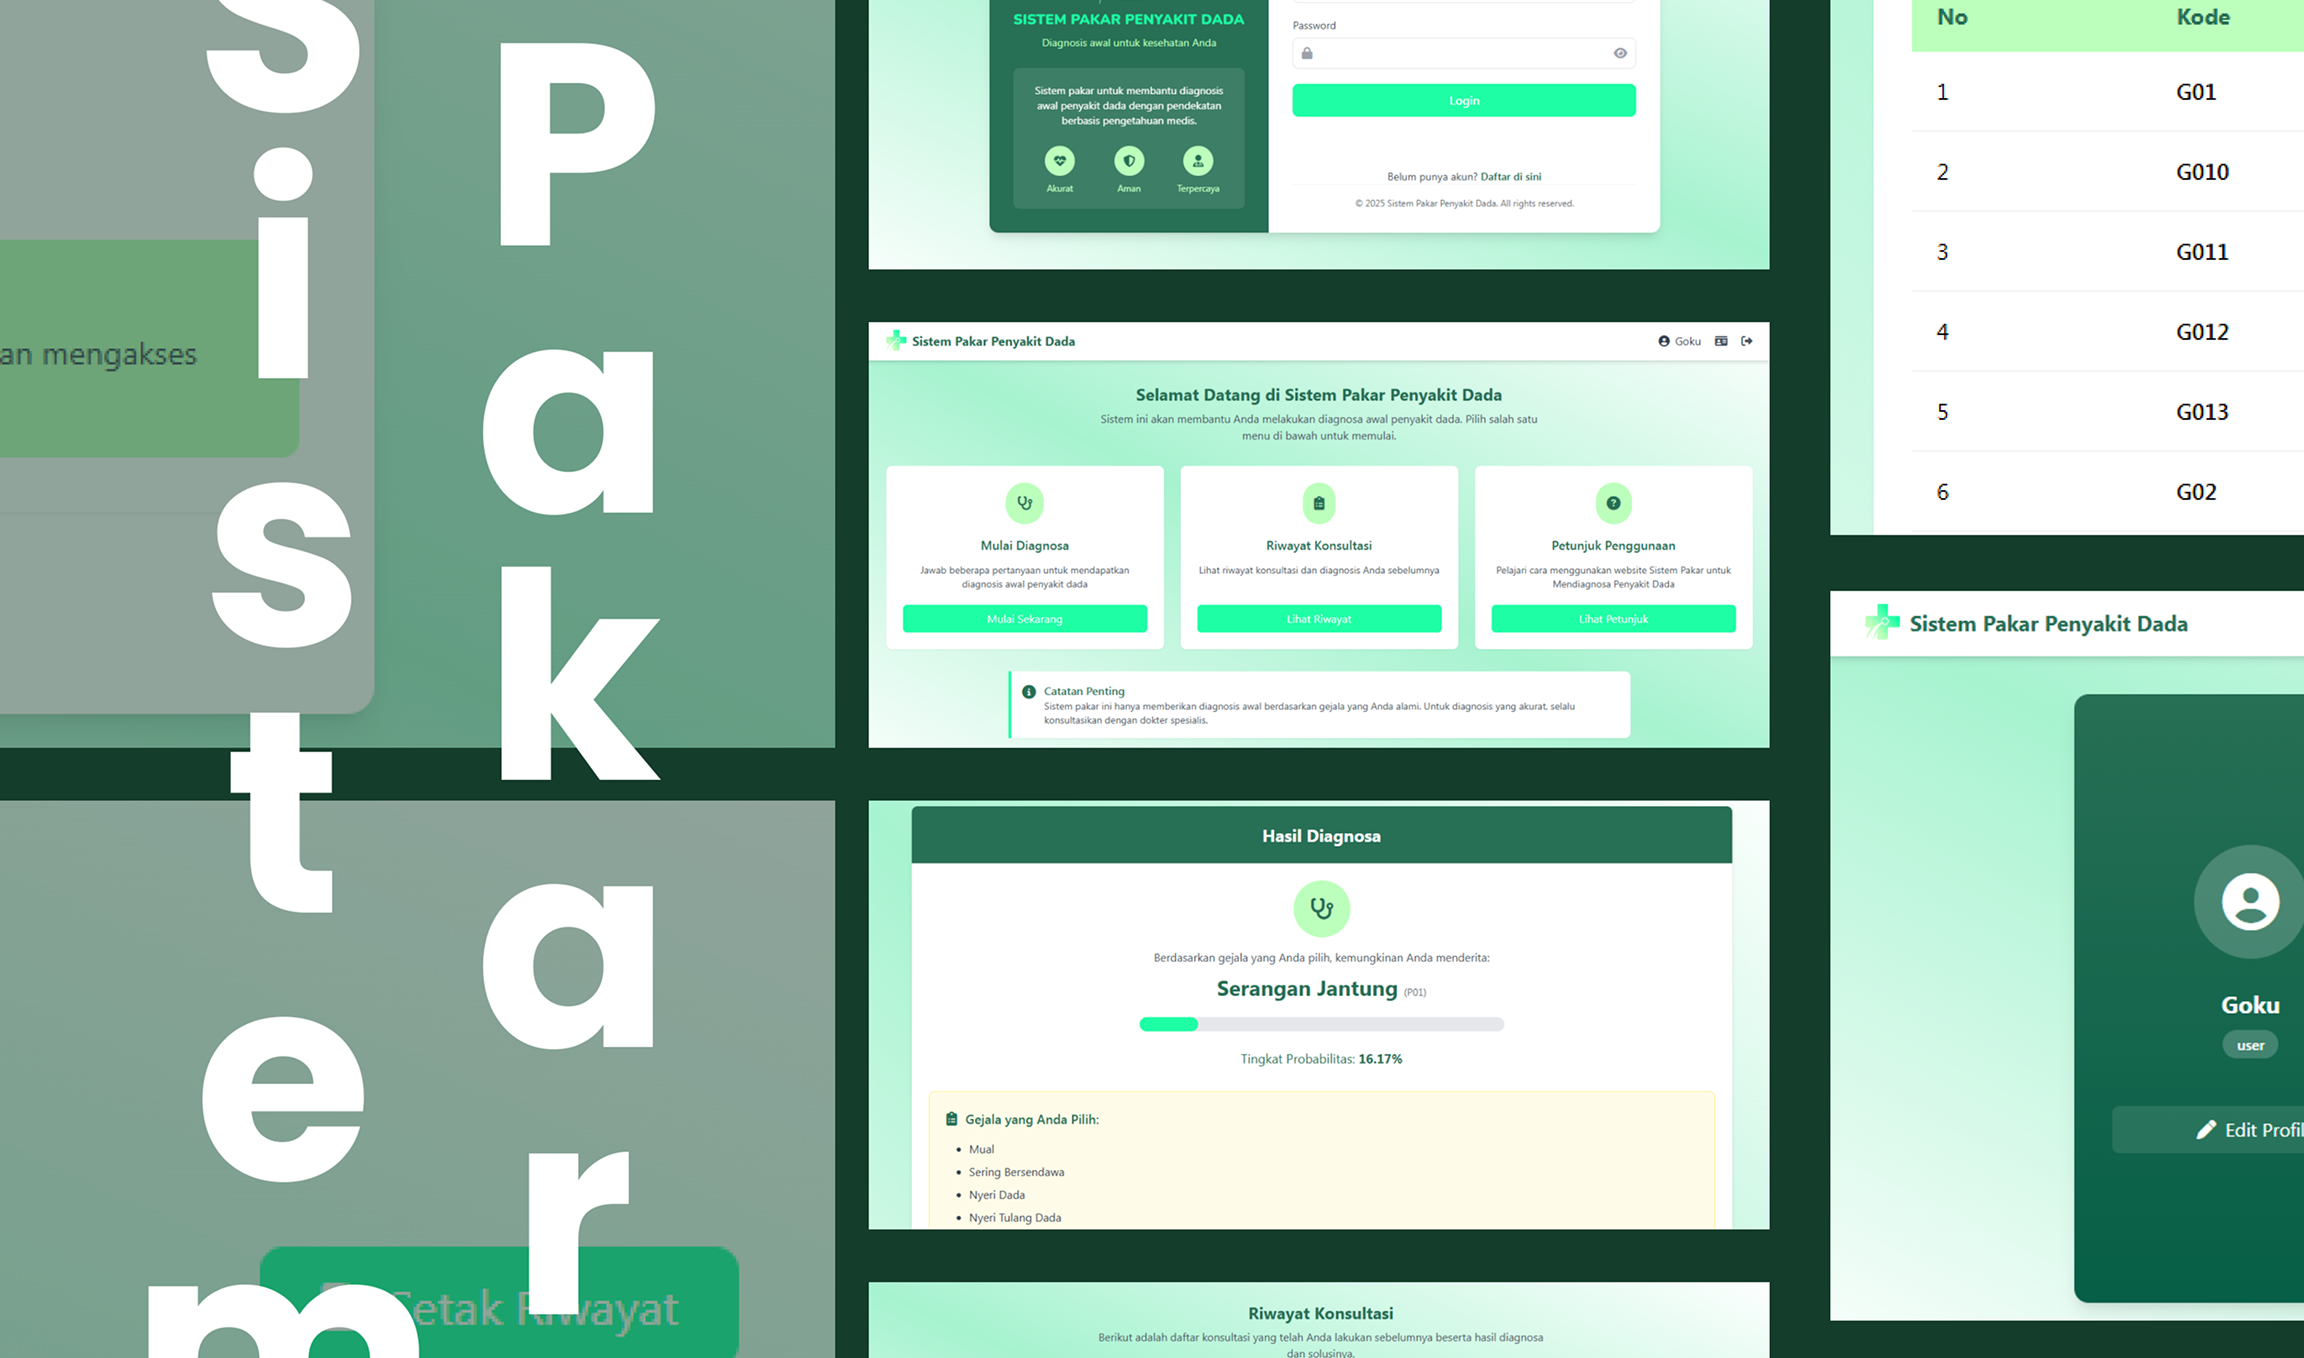 Sistem
Pakar
an mengakses
Cetak Riwayat
SISTEM PAKAR PENYAKIT DADA
Diagnosis awal untuk kesehatan Anda
Sistem pakar untuk membantu diagnosis
awal penyakit dada dengan pendekatan
berbasis pengetahuan medis.
Akurat
Aman
Terpercaya
Password
Login
Belum punya akun? Daftar di sini
© 2025 Sistem Pakar Penyakit Dada. All rights reserved.
Sistem Pakar Penyakit Dada
Goku
Selamat Datang di Sistem Pakar Penyakit Dada
Sistem ini akan membantu Anda melakukan diagnosa awal penyakit dada. Pilih salah satu
menu di bawah untuk memulai.
Mulai Diagnosa
Jawab beberapa pertanyaan untuk mendapatkan
diagnosis awal penyakit dada
Mulai Sekarang
Riwayat Konsultasi
Lihat riwayat konsultasi dan diagnosis Anda sebelumnya
Lihat Riwayat
Petunjuk Penggunaan
Pelajari cara menggunakan website Sistem Pakar untuk
Mendiagnosa Penyakit Dada
Lihat Petunjuk
Catatan Penting
Sistem pakar ini hanya memberikan diagnosis awal berdasarkan gejala yang Anda alami. Untuk diagnosis yang akurat, selalu
konsultasikan dengan dokter spesialis.
Hasil Diagnosa
Berdasarkan gejala yang Anda pilih, kemungkinan Anda menderita:
Serangan Jantung (P01)
Tingkat Probabilitas: 16.17%
Gejala yang Anda Pilih:
• Mual
• Sering Bersendawa
• Nyeri Dada
• Nyeri Tulang Dada
Riwayat Konsultasi
Berikut adalah daftar konsultasi yang telah Anda lakukan sebelumnya beserta hasil diagnosa
dan solusinya.
No Kode
1 G01
2 G010
3 G011
4 G012
5 G013
6 G02
Sistem Pakar Penyakit Dada
Goku
user
Edit Profil